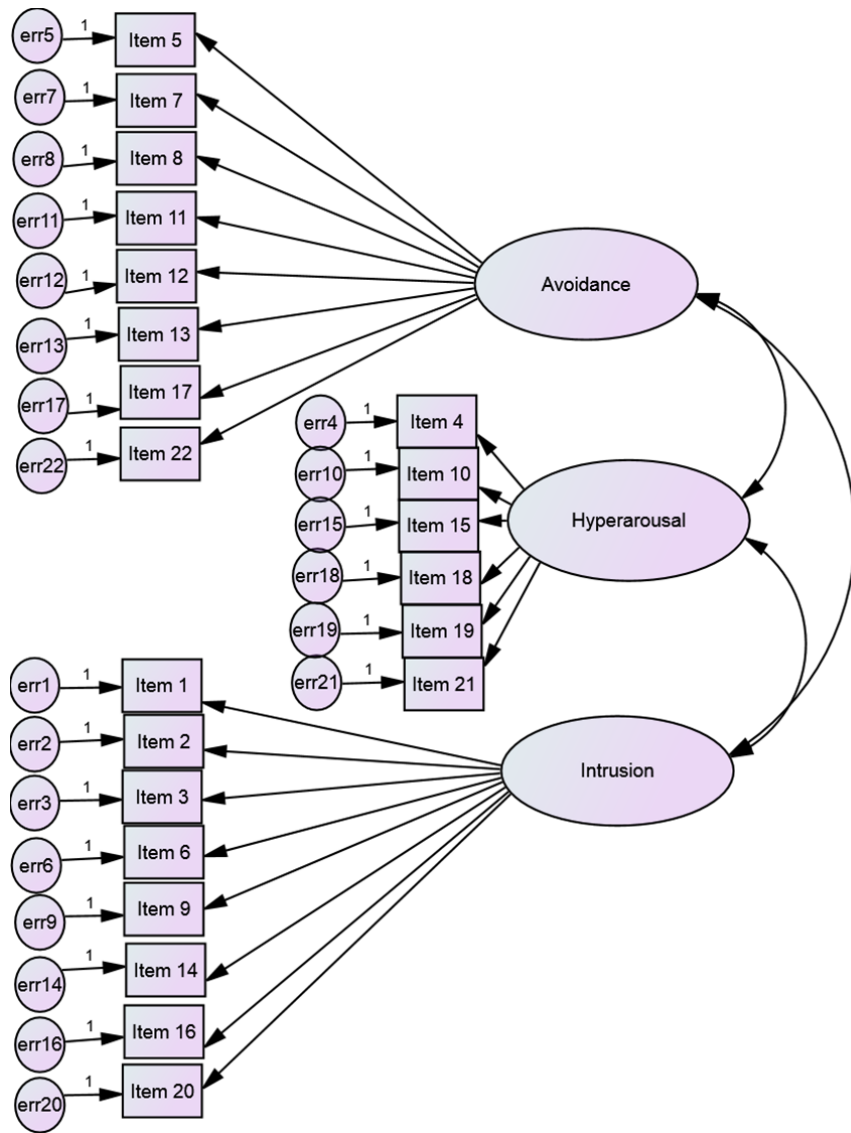 err5 1 Item 5
err7 1 Item 7
err8 1 Item 8
err11 1 Item 11
err12 1 Item 12
err13 1 Item 13
err17 1 Item 17
err22 1 Item 22
Avoidance
err4 1 Item 4
err10 1 Item 10
err15 1 Item 15
err18 1 Item 18
err19 1 Item 19
err21 1 Item 21
Hyperarousal
err1 1 Item 1
err2 1 Item 2
err3 1 Item 3
err6 1 Item 6
err9 1 Item 9
err14 1 Item 14
err16 1 Item 16
err20 1 Item 20
Intrusion